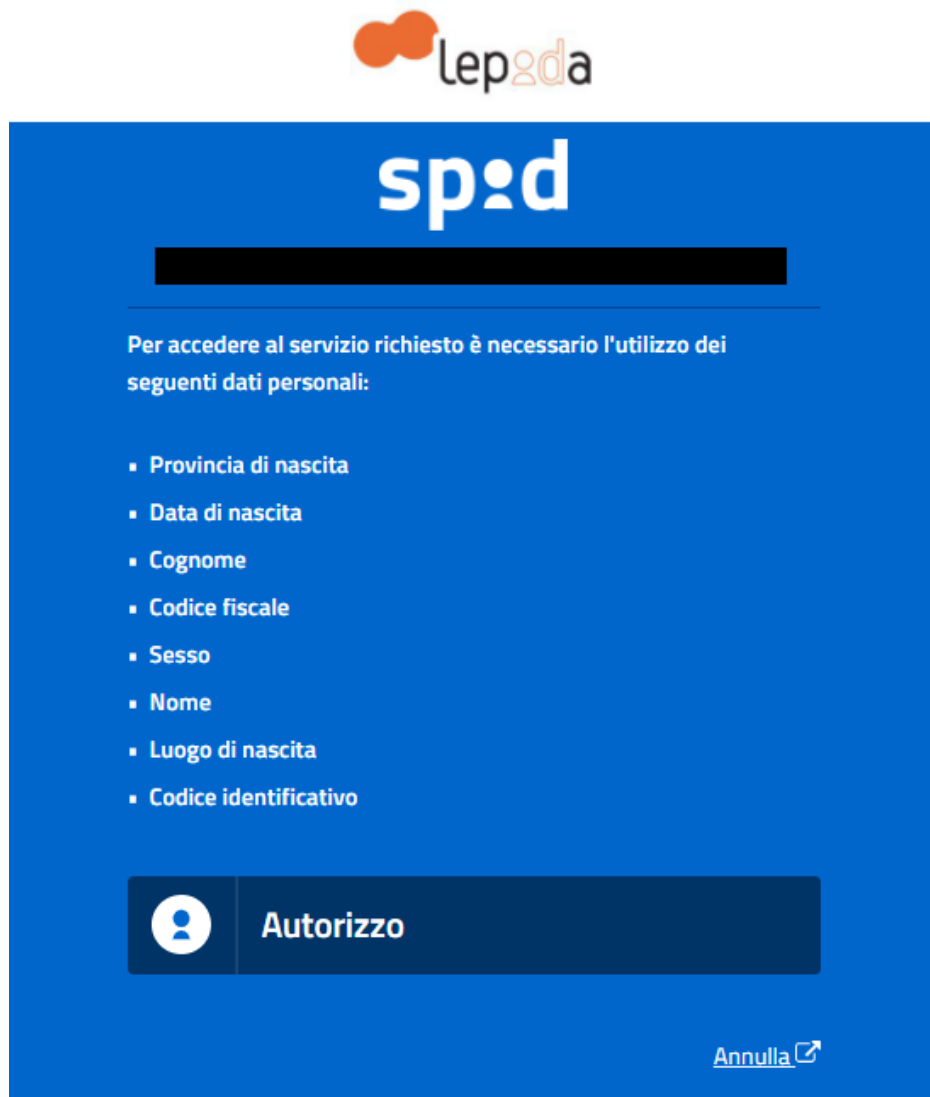 lepida
spid
Per accedere al servizio richiesto è necessario l'utilizzo dei
seguenti dati personali:
Provincia di nascita
Data di nascita
Cognome
Codice fiscale
Sesso
Nome
Luogo di nascita
Codice identificativo
Autorizzo
Annulla